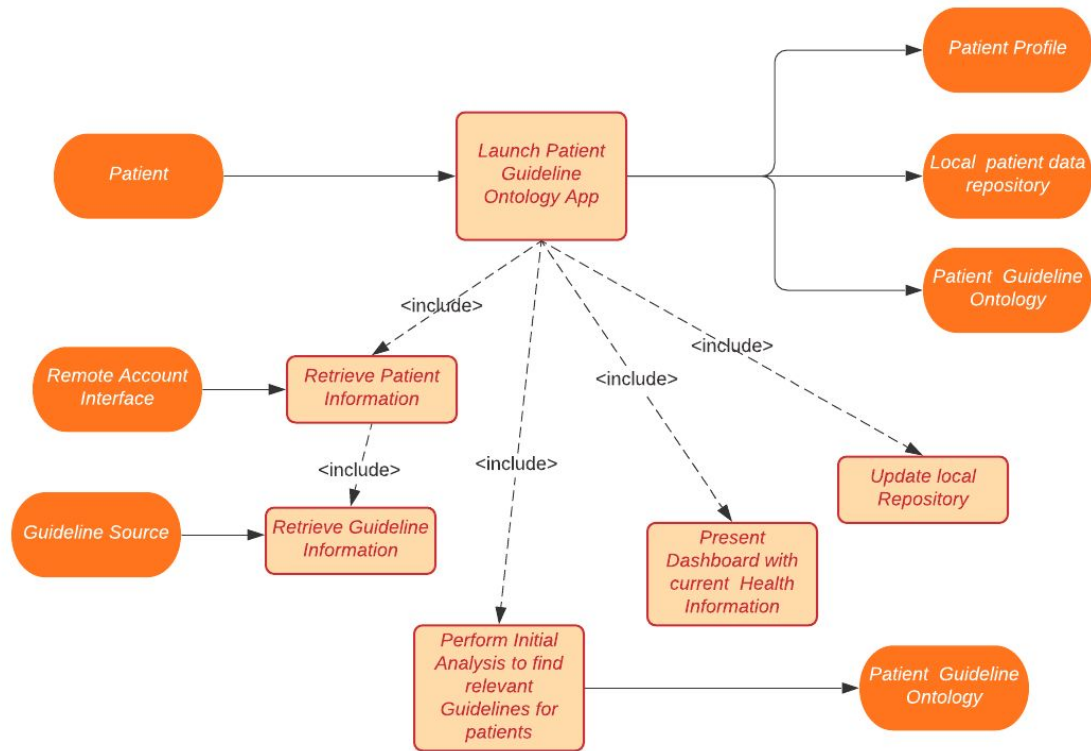 Patient Profile
Patient
Launch Patient
Guideline
Ontology App
Local patient data
repository
Patient Guideline
Ontology
<include>
Remote Account
Interface
Retrieve Patient
Information
<include>
<include>
<include>
<include>
Guideline Source
Retrieve Guideline
Information
Update local
Repository
Present
Dashboard with
current Health
Information
Perform Initial
Analysis to find
relevant
Guidelines for
patients
Patient Guideline
Ontology